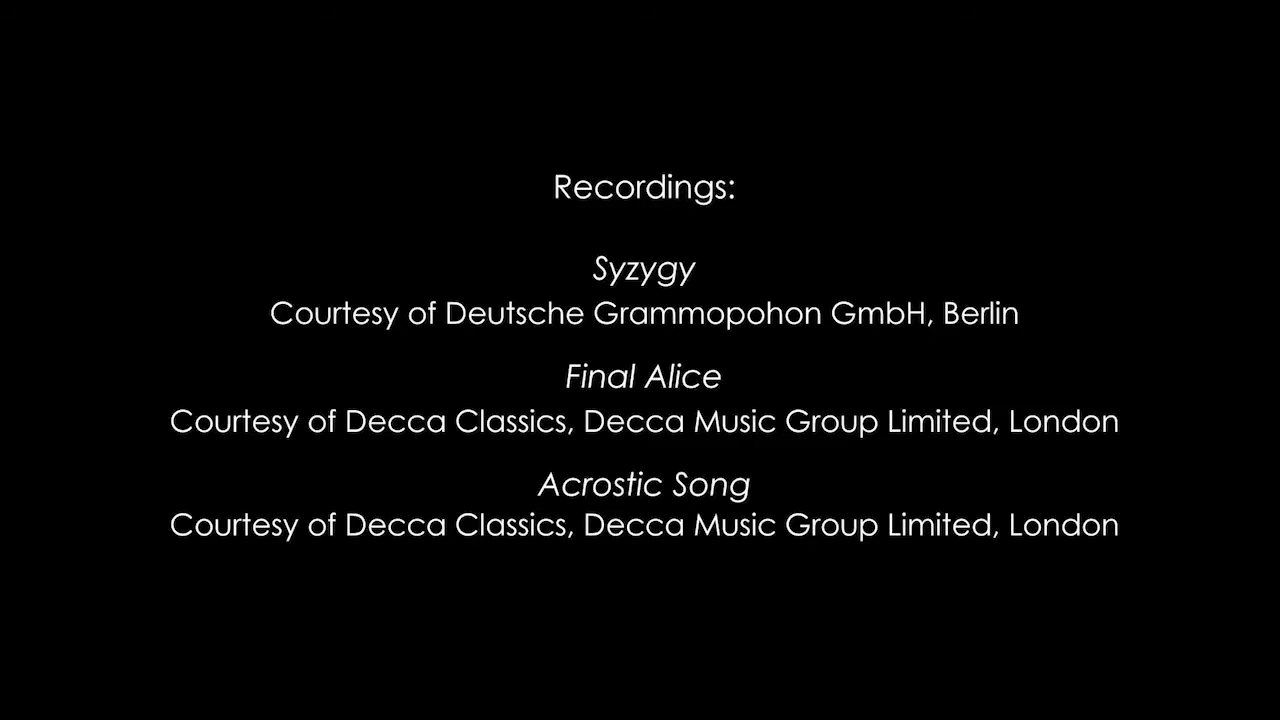 Recordings:
Syzygy
Courtesy of Deutsche Grammopohon GmbH, Berlin
Final Alice
Courtesy of Decca Classics, Decca Music Group Limited, London
Acrostic Song
Courtesy of Decca Classics, Decca Music Group Limited, London